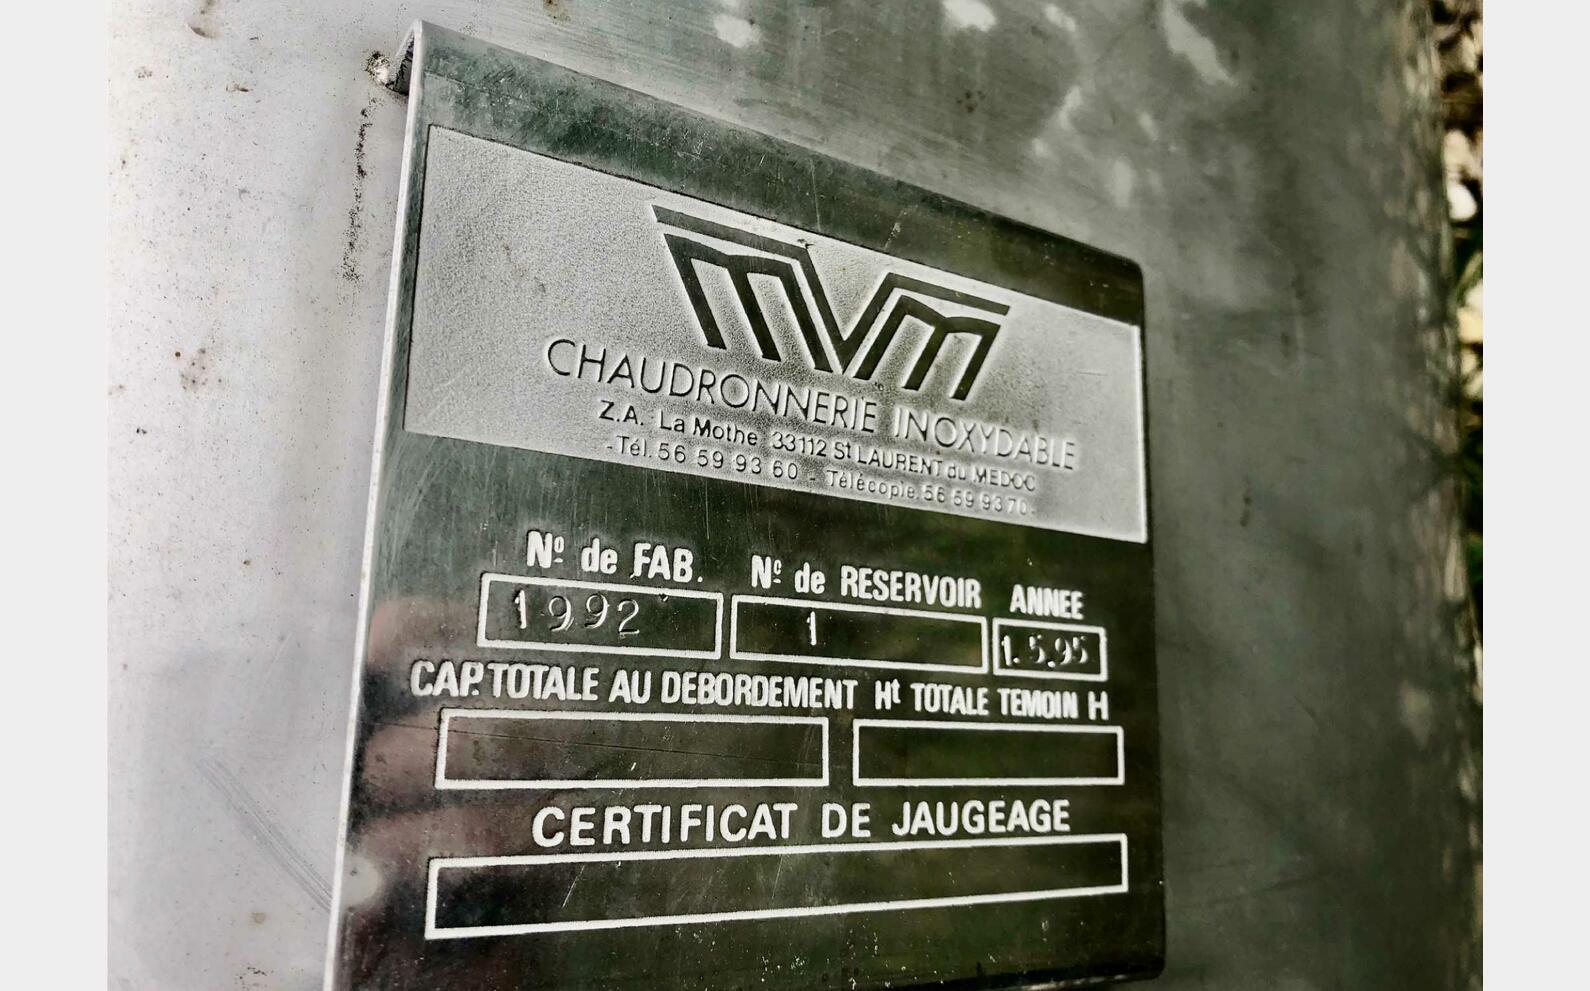 mVm
CHAUDRONNERIE INOXYDABLE
Z.A. La Mothe 33112 St LAURENT du MEDOC
-Tél. 56 59 93 60 - Télécopie. 56 59 93 70-
Nº de FAB. Nº de RESERVOIR ANNEE
1992 1 1.5.95
CAP. TOTALE AU DEBORDEMENT Ht TOTALE TEMOIN H
CERTIFICAT DE JAUGEAGE